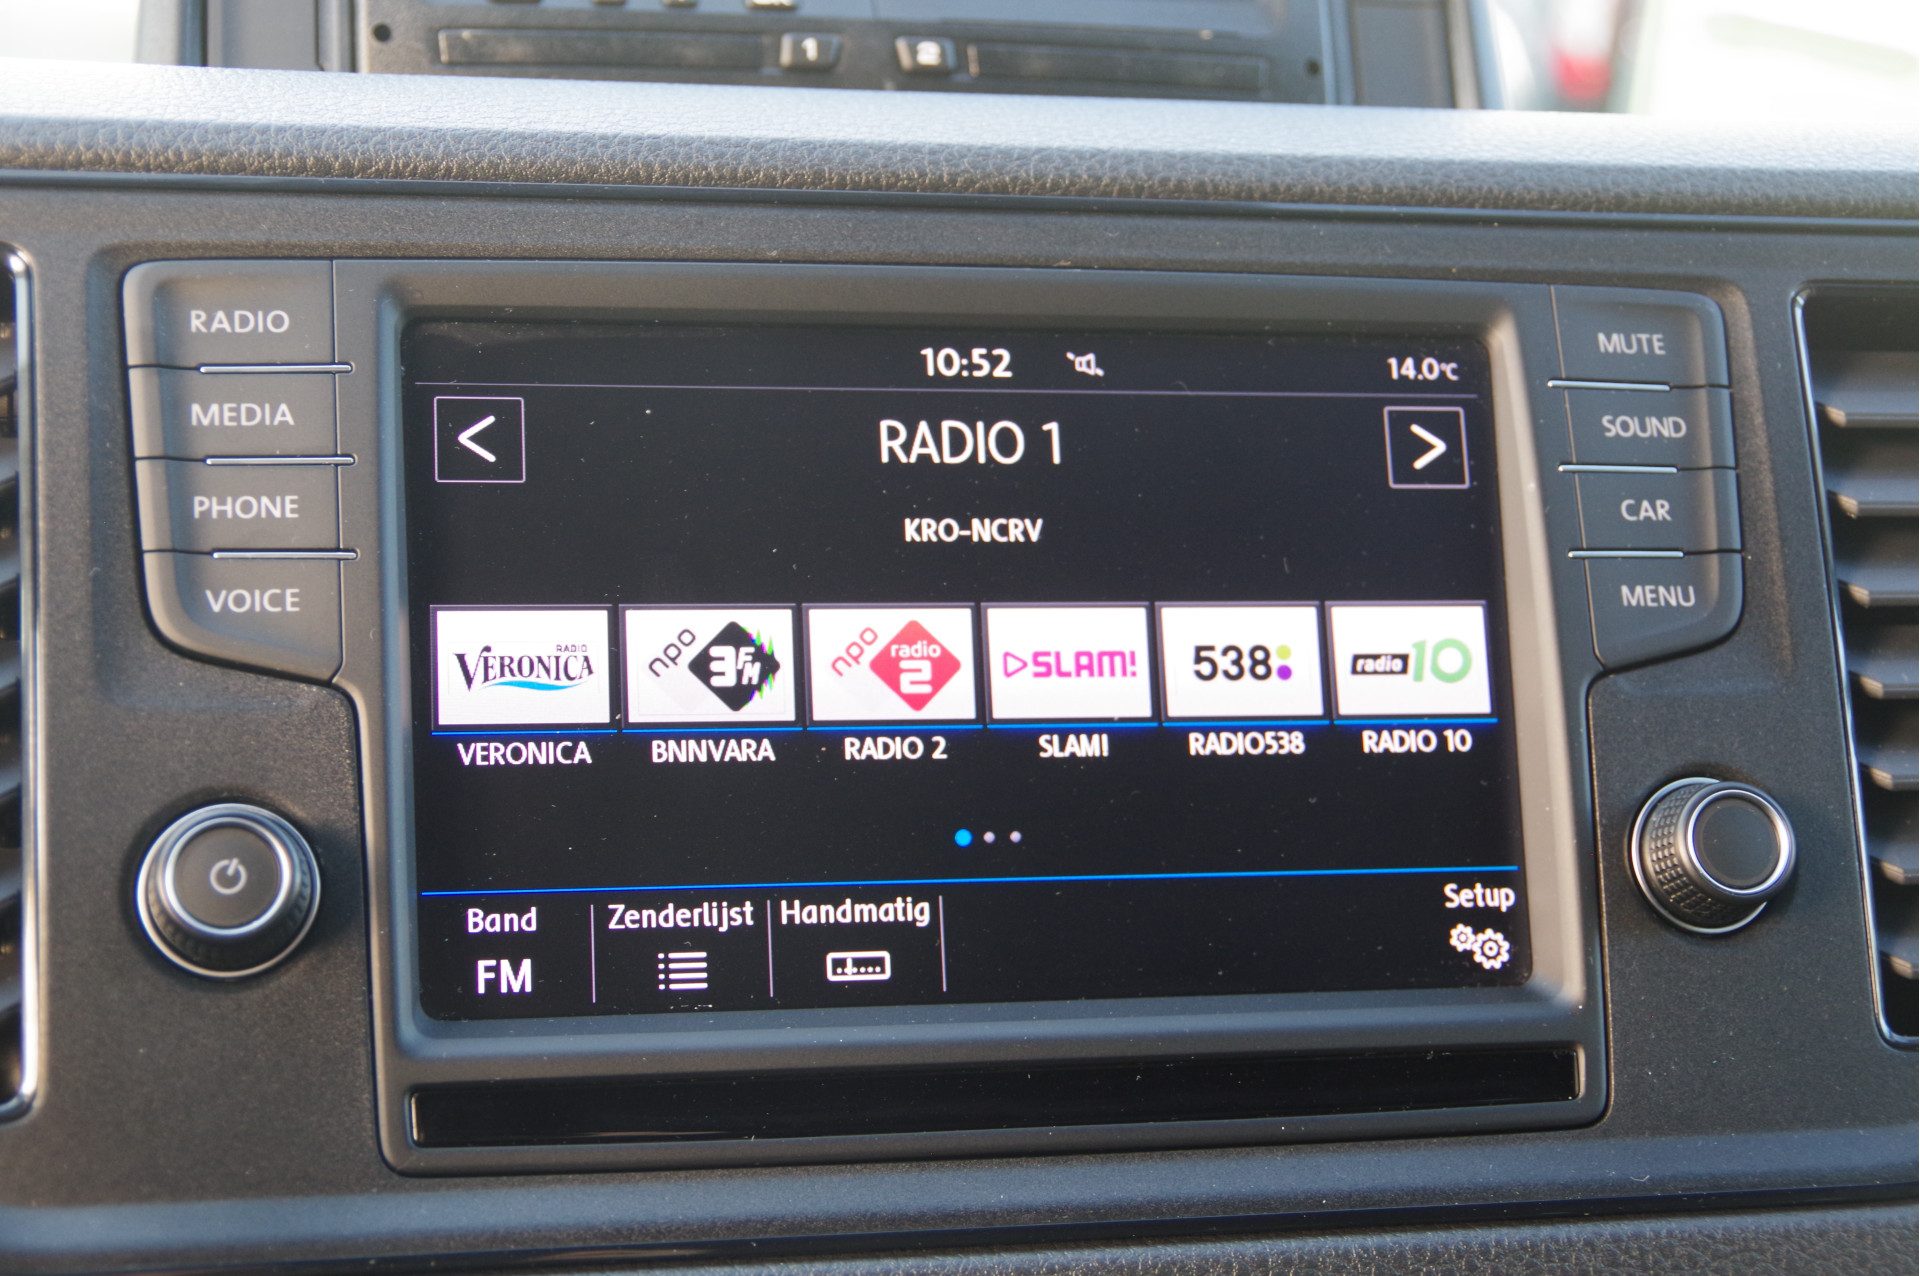 1 2
RADIO
MEDIA
PHONE
VOICE
10:52 14.0°C
< RADIO 1 >
KRO-NCRV
RADIO VERONICA
npo 3FM
npo radio 2
SLAM!
538
radio 10
VERONICA BNNVARA RADIO 2 SLAM! RADIO538 RADIO 10
Band Zenderlijst Handmatig Setup
FM
MUTE
SOUND
CAR
MENU